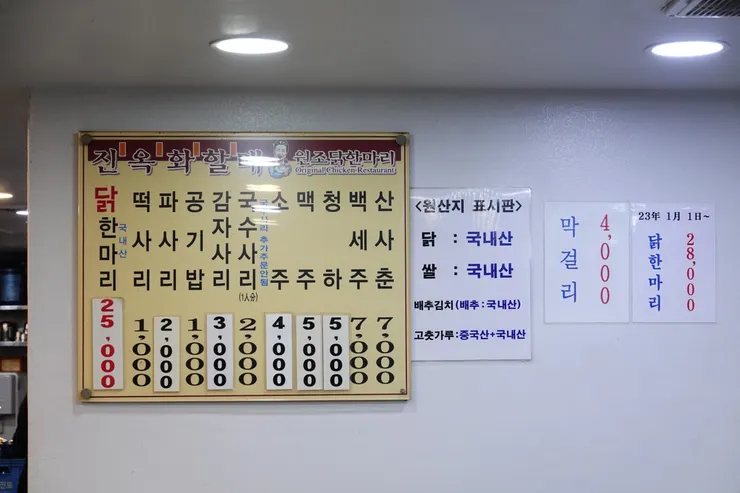 진옥화할매 원조닭한마리
Original Chicken Restaurant
닭한마리 국내산 25,000
떡사리 1,000
파사리 2,000
공기밥 1,000
감자사리 3,000
국수사리 (1人分) 2,000
추가주문안됨
소주 4,000
맥주 5,000
청하 5,000
백세주 7,000
산사춘 7,000
<원산지 표시판>
닭 : 국내산
쌀 : 국내산
배추김치 (배추 : 국내산)
고춧가루 : 중국산+국내산
막걸리 4,000
23年 1月 1日~
닭한마리 28,000